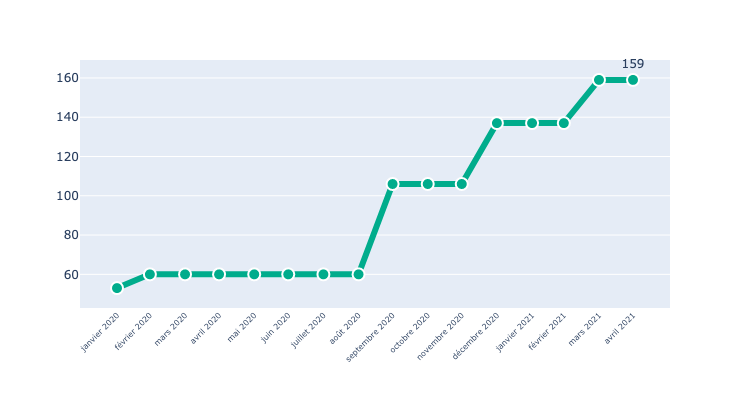 159
160
140
120
100
80
60
janvier 2020
février 2020
mars 2020
avril 2020
mai 2020
juin 2020
juillet 2020
août 2020
septembre 2020
octobre 2020
novembre 2020
décembre 2020
janvier 2021
février 2021
mars 2021
avril 2021